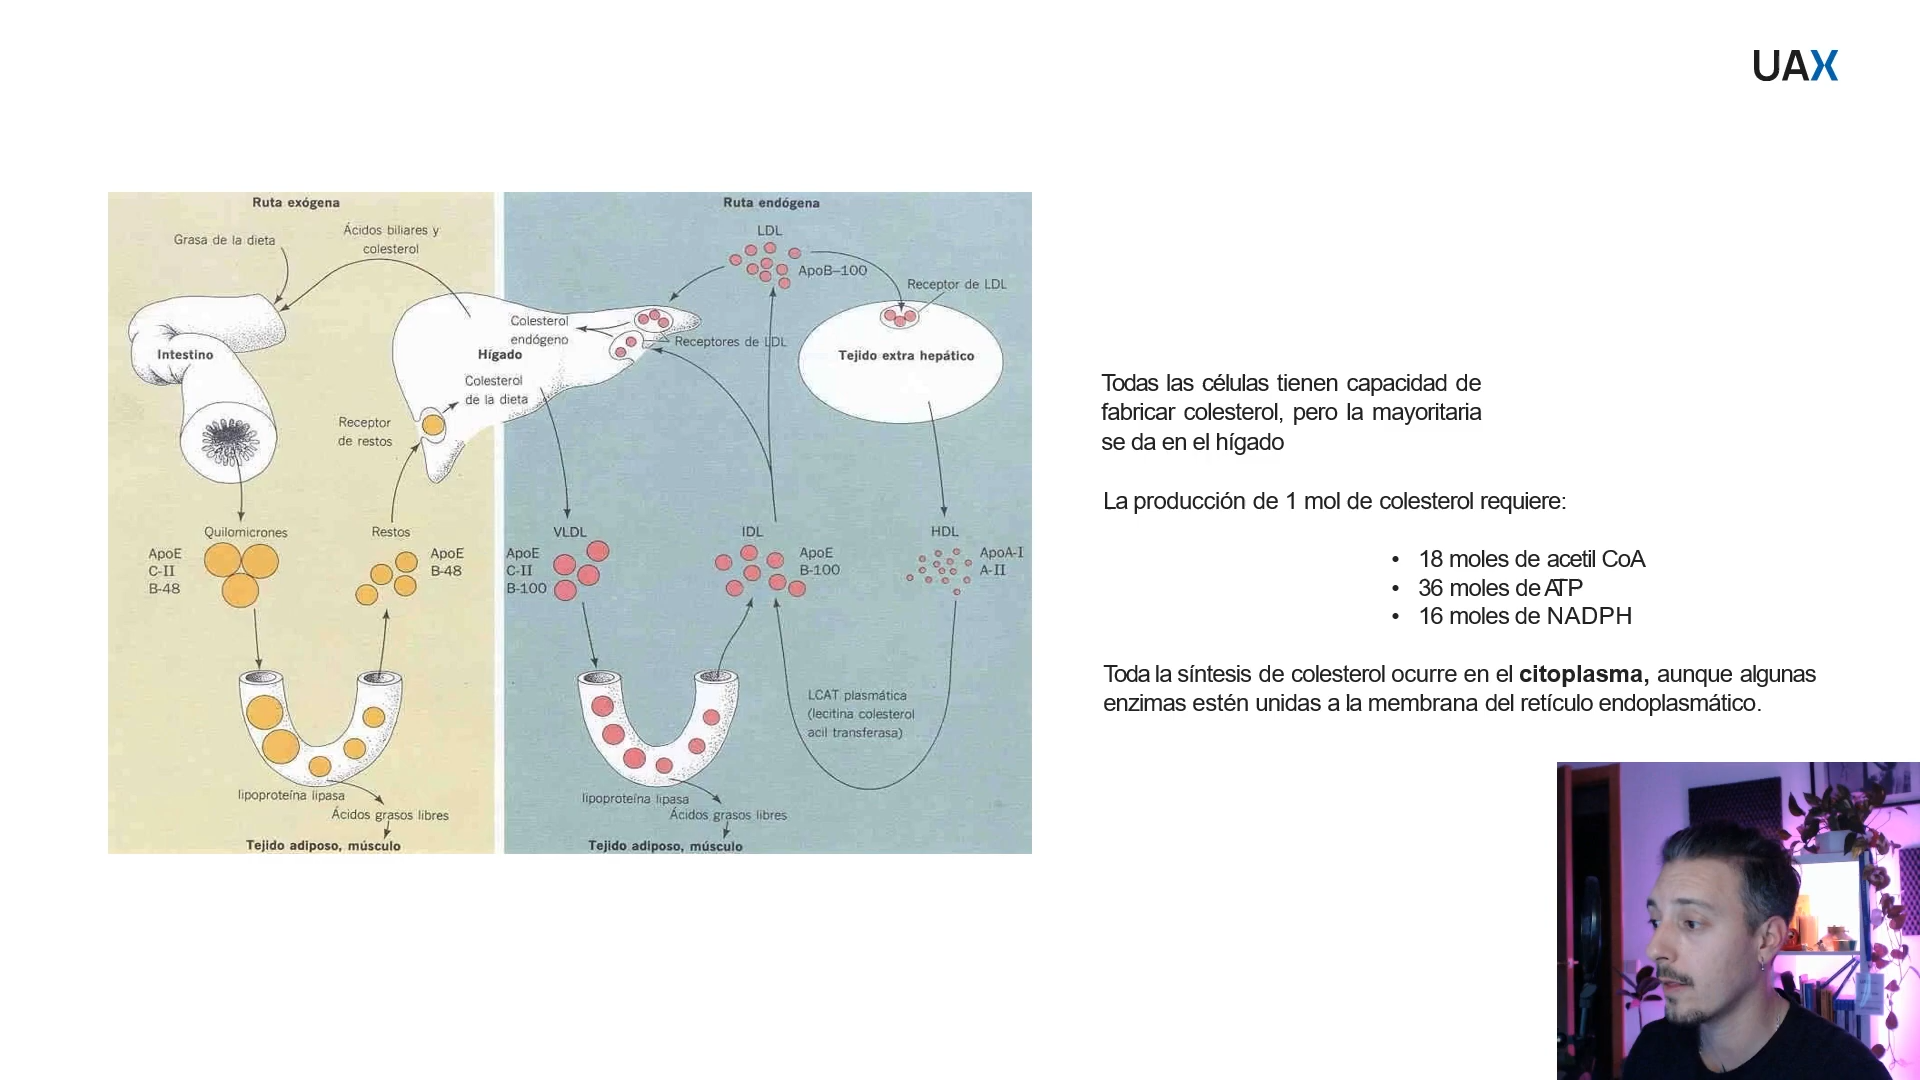 UAX
Ruta exógena
Grasa de la dieta
Ácidos biliares y
colesterol
Intestino
Hígado
Colesterol
de la dieta
Receptor
de restos
Quilomicrones
ApoE
C-II
B-48
Restos
ApoE
B-48
lipoproteína lipasa
Ácidos grasos libres
Tejido adiposo, músculo
Ruta endógena
LDL
ApoB–100
Receptor de LDL
Colesterol
endógeno
Receptores de LDL
Tejido extra hepático
VLDL
ApoE
C-II
B-100
IDL
ApoE
B-100
HDL
ApoA-I
A-II
LCAT plasmática
(lecitina colesterol
acil transferasa)
lipoproteína lipasa
Ácidos grasos libres
Tejido adiposo, músculo
Todas las células tienen capacidad de
fabricar colesterol, pero la mayoritaria
se da en el hígado
La producción de 1 mol de colesterol requiere:
• 18 moles de acetil CoA
• 36 moles de ATP
• 16 moles de NADPH
Toda la síntesis de colesterol ocurre en el citoplasma, aunque algunas
enzimas estén unidas a la membrana del retículo endoplasmático.